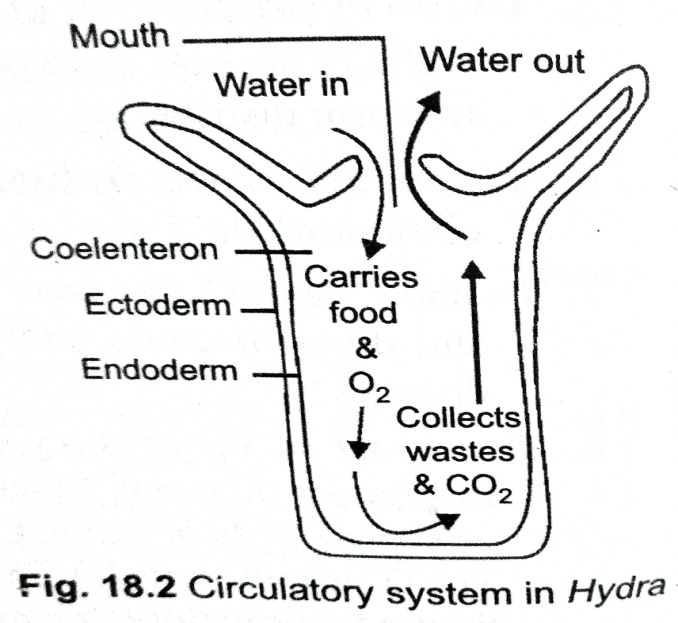 Mouth
Water in
Water out
Coelenteron
Ectoderm
Endoderm
Carries
food
&
O₂
Collects
wastes
& CO₂
Fig. 18.2 Circulatory system in Hydra